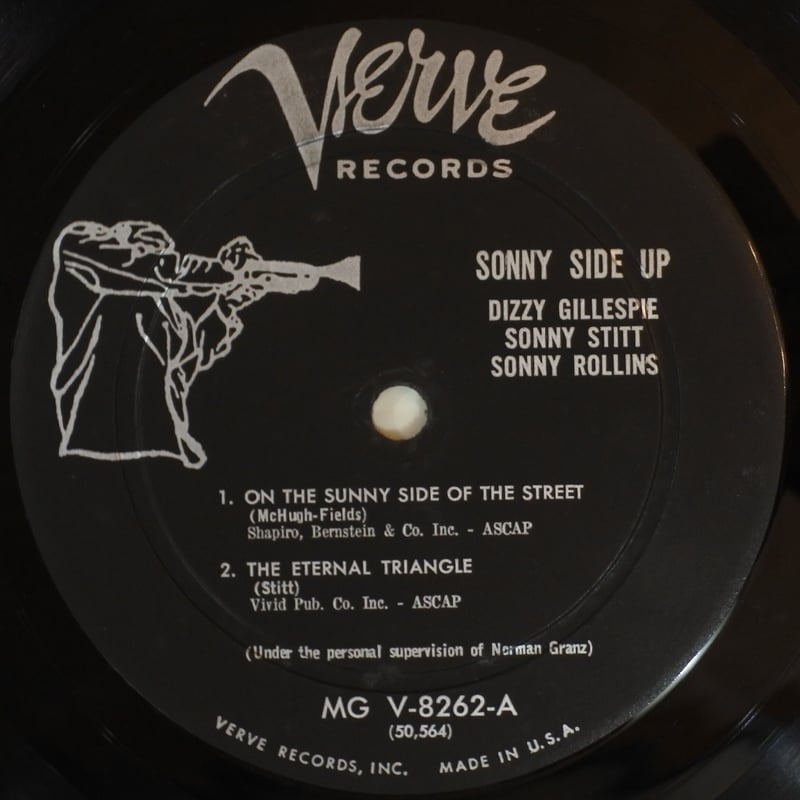 Verve
RECORDS
SONNY SIDE UP
DIZZY GILLESPIE
SONNY STITT
SONNY ROLLINS
1. ON THE SUNNY SIDE OF THE STREET
(McHugh-Fields)
Shapiro, Bernstein & Co. Inc. - ASCAP
2. THE ETERNAL TRIANGLE
(Stitt)
Vivid Pub. Co. Inc. - ASCAP
(Under the personal supervision of Norman Granz)
MG V-8262-A
(50,564)
VERVE RECORDS, INC. MADE IN U.S.A.